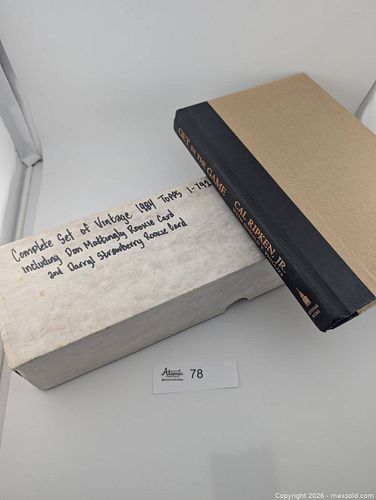 Complete Set of Vintage 1984 Topps 1-792
including Don Mattingly Rookie Card
and Darryl Strawberry Rookie Card
GET IN THE GAME
CAL RIPKEN, JR.
78
Copyright © 2026 - maxsold.com